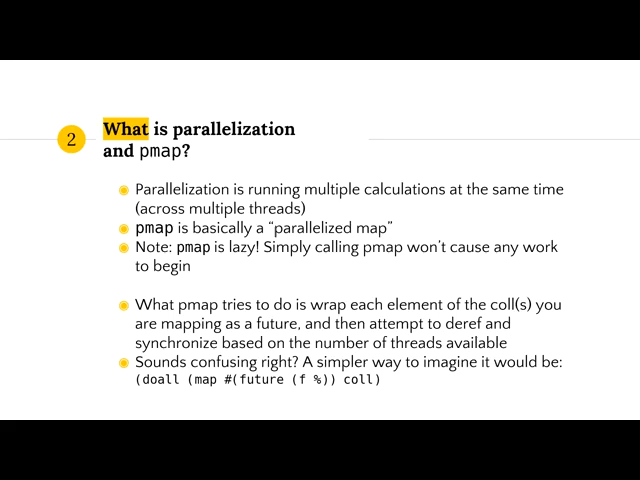 2
What is parallelization
and pmap?
Parallelization is running multiple calculations at the same time
(across multiple threads)
pmap is basically a “parallelized map”
Note: pmap is lazy! Simply calling pmap won’t cause any work
to begin
What pmap tries to do is wrap each element of the coll(s) you
are mapping as a future, and then attempt to deref and
synchronize based on the number of threads available
Sounds confusing right? A simpler way to imagine it would be:
(doall (map #(future (f %)) coll)